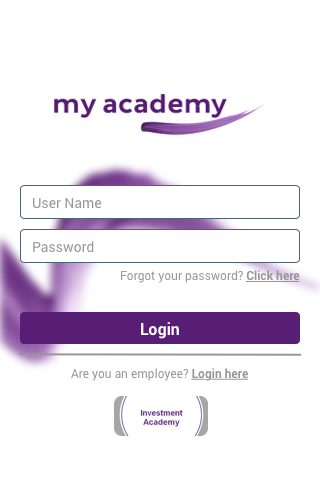 my academy
User Name
Password
Forgot your password? Click here
Login
Are you an employee? Login here
Investment
Academy